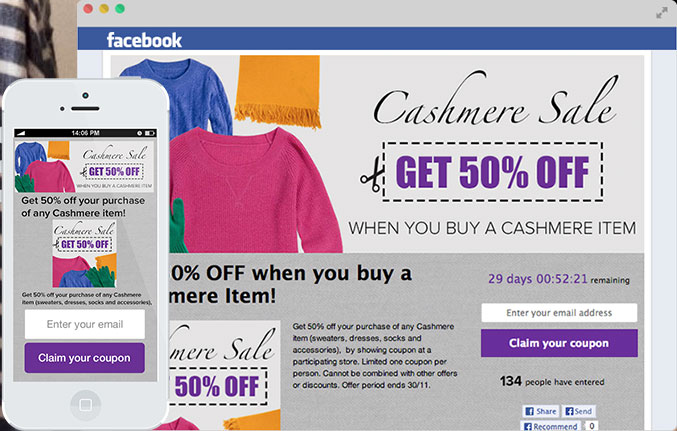 facebook
Cashmere Sale
GET 50% OFF
WHEN YOU BUY A CASHMERE ITEM
0% OFF when you buy a
mere Item!
29 days 00:52:21 remaining
Enter your email address
Claim your coupon
134 people have entered
Share
Send
Recommend 0
Get 50% off your purchase of any Cashmere
item (sweaters, dresses, socks and
accessories), by showing coupon at a
participating store. Limited one coupon per
person. Cannot be combined with other offers
or discounts. Offer period ends 30/11.
mere Sale
50% OFF
BUY A CASHMERE ITEM
14:06 PM
Cashmere Sale
GET 50% OFF
WHEN YOU BUY A CASHMERE ITEM
Get 50% off your purchase
of any Cashmere item!
Cashmere Sale
GET 50% OFF
Get 50% off your purchase of any Cashmere
item (sweaters, dresses, socks and accessories),
Enter your email
Claim your coupon